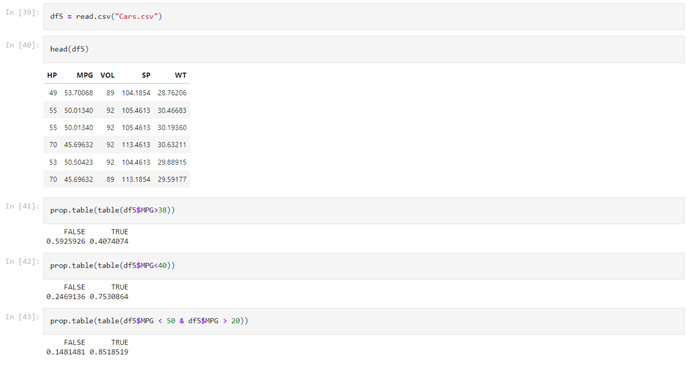 In [39]: df5 = read.csv("Cars.csv")
In [40]: head(df5)
HP MPG VOL SP WT
49 53.70068 89 104.1854 28.76206
55 50.01340 92 105.4613 30.46683
55 50.01340 92 105.4613 30.19360
70 45.69632 92 113.4613 30.63211
53 50.50423 92 104.4613 29.88915
70 45.69632 89 113.1854 29.59177
In [41]: prop.table(table(df5$MPG>38))
FALSE TRUE
0.5925926 0.4074074
In [42]: prop.table(table(df5$MPG<40))
FALSE TRUE
0.2469136 0.7530864
In [43]: prop.table(table(df5$MPG < 50 & df5$MPG > 20))
FALSE TRUE
0.1481481 0.8518519